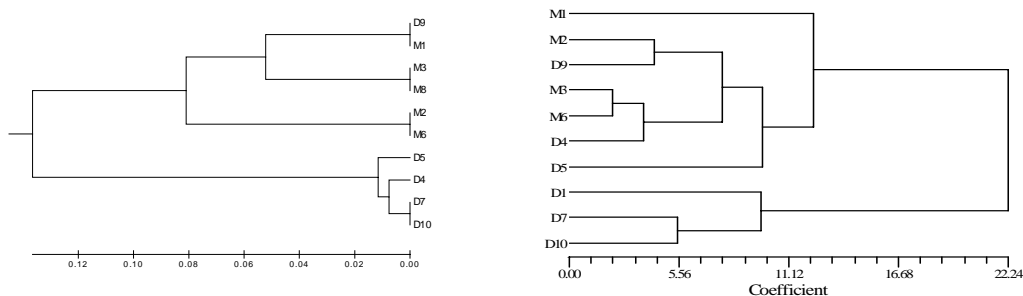 D9
M1
M3
M8
M2
M6
D5
D4
D7
D10
0.12 0.10 0.08 0.06 0.04 0.02 0.00
M1
M2
D9
M3
M6
D4
D5
D1
D7
D10
0.00 5.56 11.12 16.68 22.24
Coefficient